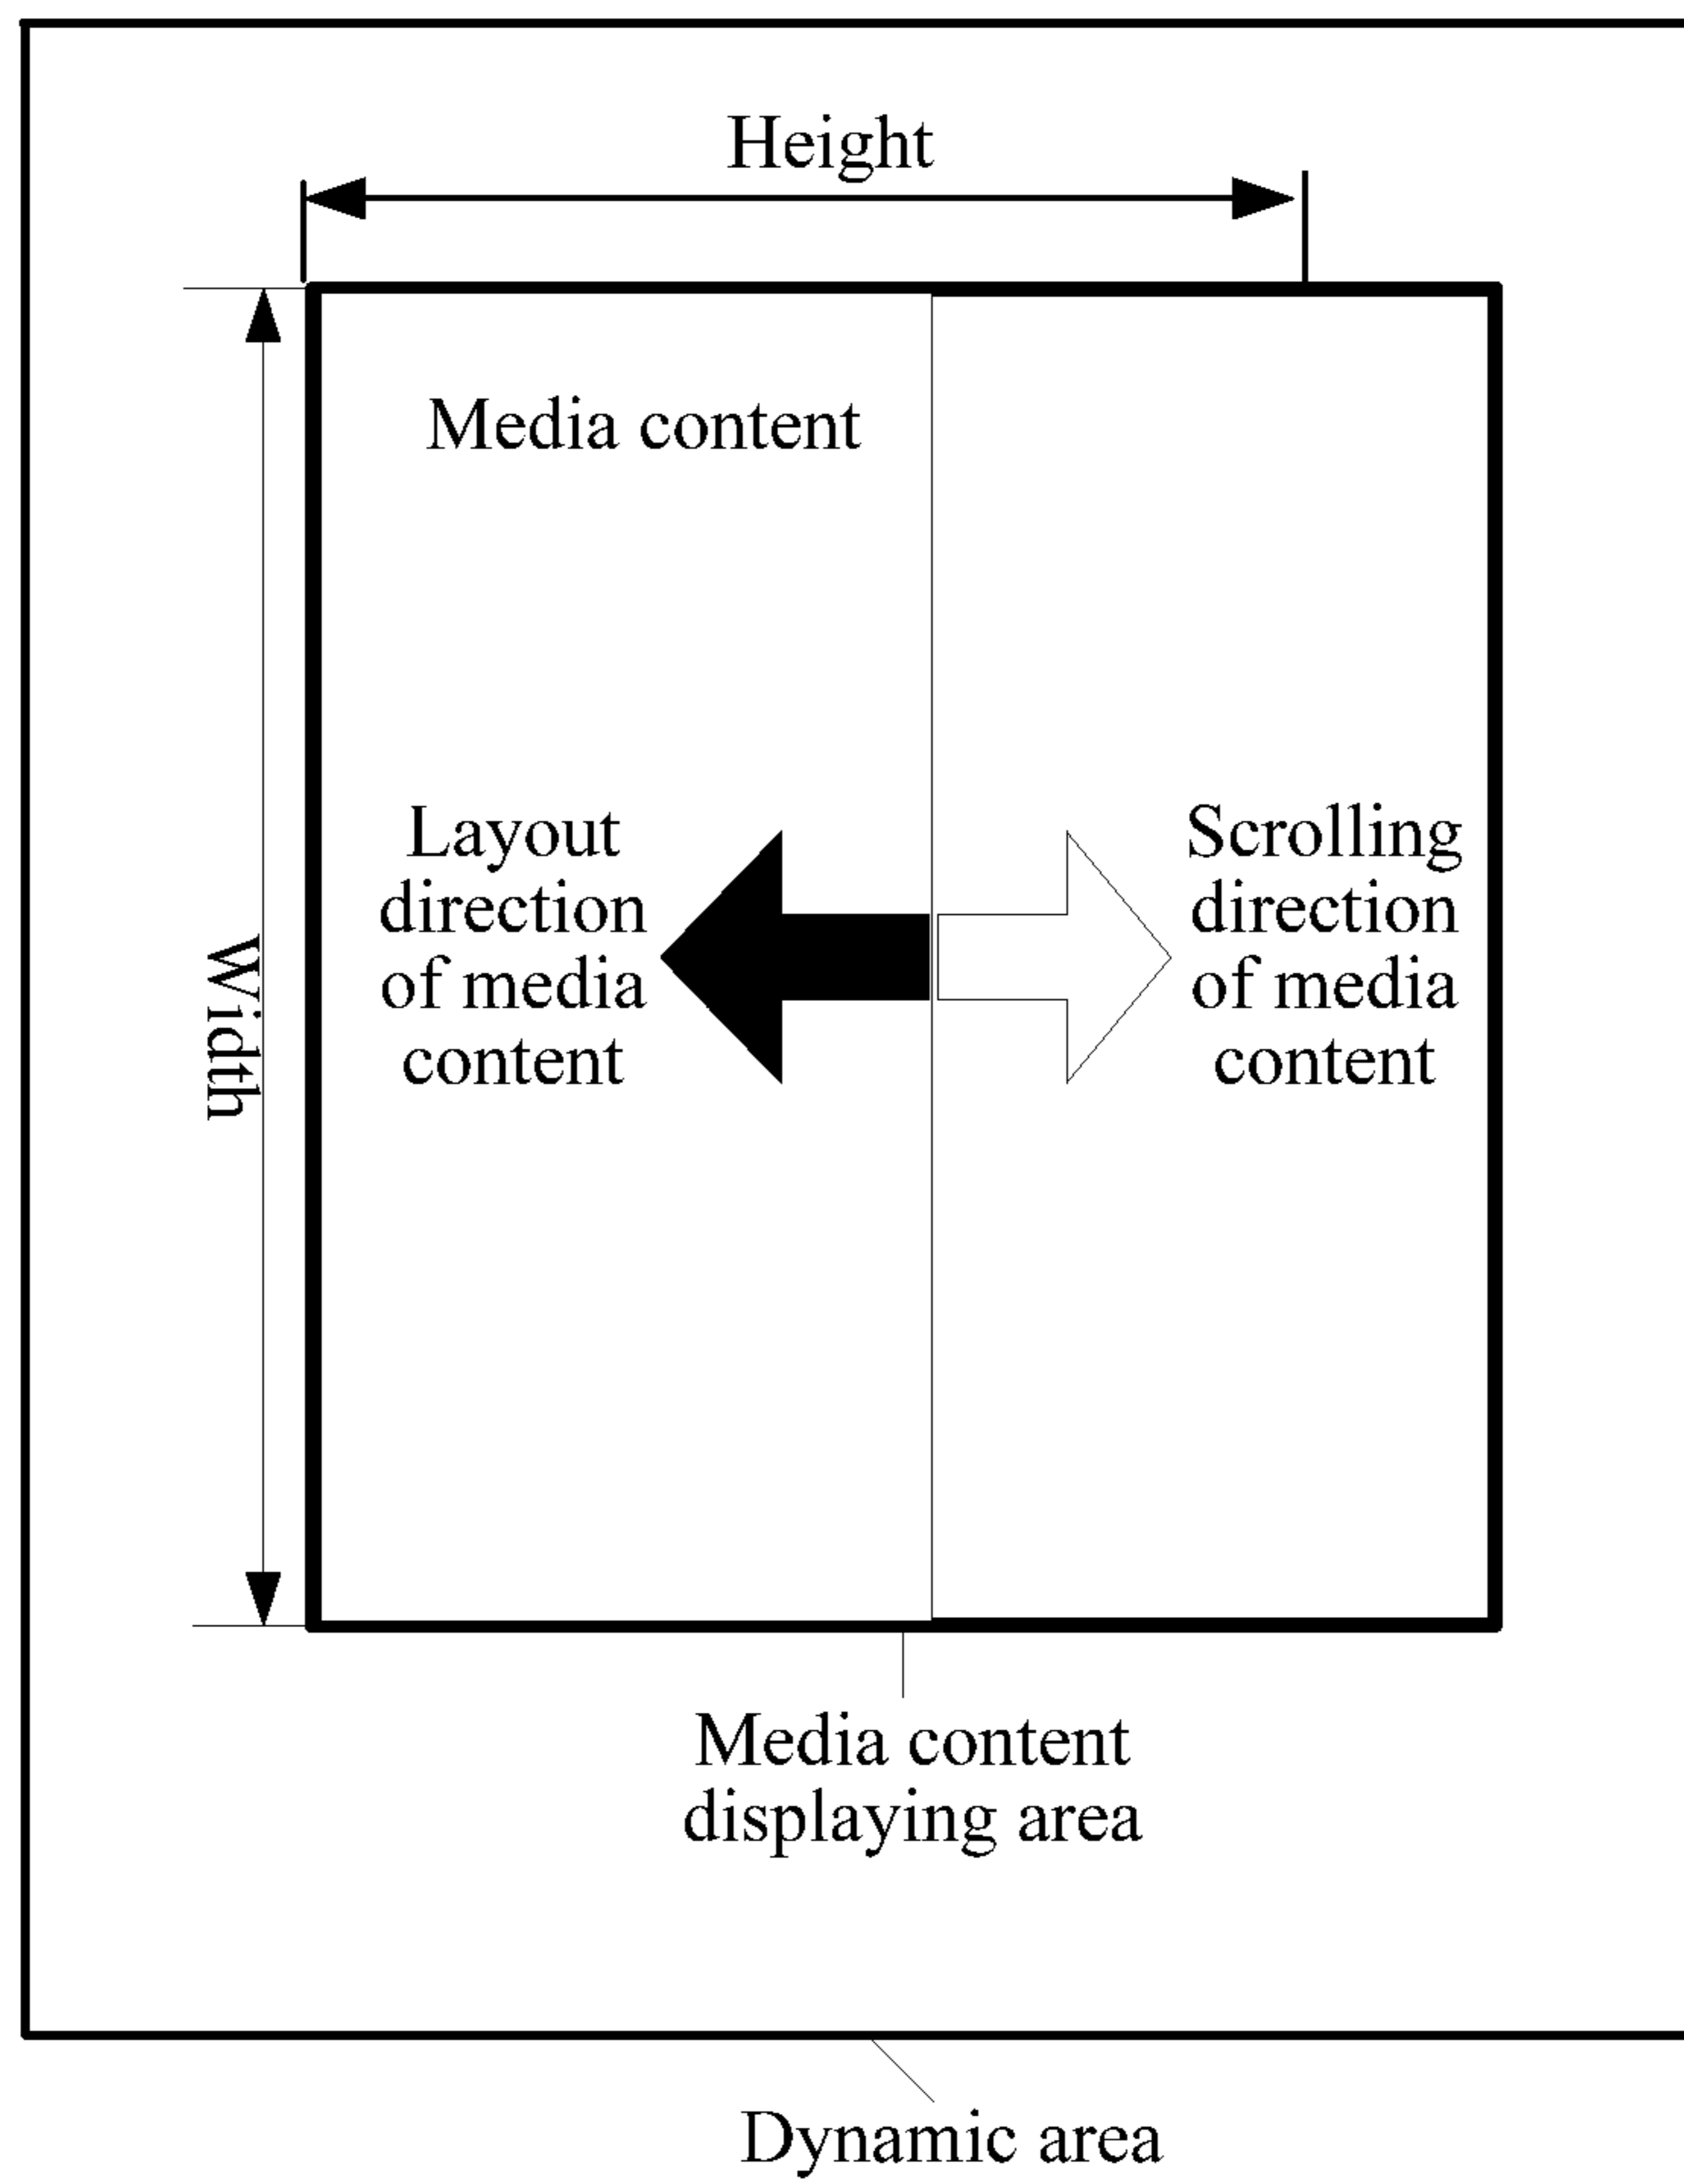 Height
Media content
Layout
direction
of media
content
Scrolling
direction
of media
content
Width
Media content
displaying area
Dynamic area